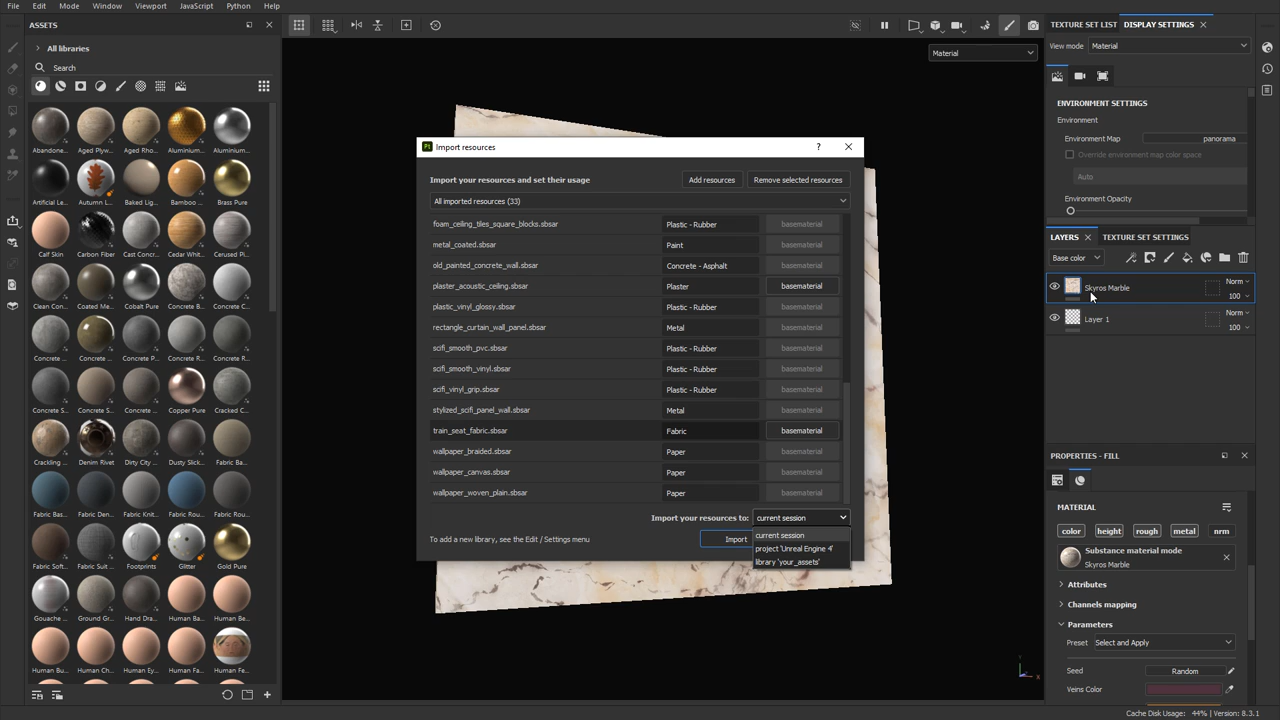 File Edit Mode Window Viewport JavaScript Python Help
ASSETS
All libraries
Search
Abandone...
Aged Plyw...
Aged Rho...
Aluminium...
Aluminium...
Artificial Le...
Autumn L...
Baked Lig...
Bamboo ...
Brass Pure
Calf Skin
Carbon Fiber
Cast Concr...
Cedar Whit...
Cerused Pi...
Clean Con...
Coated Me...
Cobalt Pure
Concrete B...
Concrete C...
Concrete ...
Concrete ...
Concrete ...
Concrete ...
Concrete R...
Concrete S...
Concrete S...
Concrete ...
Copper Pure
Cracked C...
Crackling ...
Denim Rivet
Dirty City ...
Dusty Slick...
Fabric Ba...
Fabric Bas...
Fabric Den...
Fabric Kni...
Fabric Rou...
Fabric Rou...
Fabric Soft...
Fabric Suit ...
Footprints
Glitter
Gold Pure
Gouache ...
Ground Gr...
Hand Dra...
Human Ba...
Human Be...
Human Bu...
Human Ch...
Human Ey...
Human Fa...
Human Fe...
Material
Import resources
?
Import your resources and set their usage
Add resources
Remove selected resources
All imported resources (33)
foam_ceiling_tiles_square_blocks.sbsar Plastic - Rubber basematerial
metal_coated.sbsar Paint basematerial
old_painted_concrete_wall.sbsar Concrete - Asphalt basematerial
plaster_acoustic_ceiling.sbsar Plaster basematerial
plastic_vinyl_glossy.sbsar Plastic - Rubber basematerial
rectangle_curtain_wall_panel.sbsar Metal basematerial
scifi_smooth_pvc.sbsar Plastic - Rubber basematerial
scifi_smooth_vinyl.sbsar Plastic - Rubber basematerial
scifi_vinyl_grip.sbsar Plastic - Rubber basematerial
stylized_scifi_panel_wall.sbsar Metal basematerial
train_seat_fabric.sbsar Fabric basematerial
wallpaper_braided.sbsar Paper basematerial
wallpaper_canvas.sbsar Paper basematerial
wallpaper_woven_plain.sbsar Paper basematerial
Import your resources to: current session
current session
project 'Unreal Engine 4'
library 'your_assets'
To add a new library, see the Edit / Settings menu
Import
TEXTURE SET LIST
DISPLAY SETTINGS
View mode Material
ENVIRONMENT SETTINGS
Environment
Environment Map panorama
Override environment map color space
Auto
Environment Opacity
LAYERS
TEXTURE SET SETTINGS
Base color
Skyros Marble Norm
100
Layer 1 Norm
100
PROPERTIES - FILL
MATERIAL
color height rough metal nrm
Substance material mode
Skyros Marble
Attributes
Channels mapping
Parameters
Preset Select and Apply
Seed Random
Veins Color
Cache Disk Usage: 44% | Version: 8.3.1